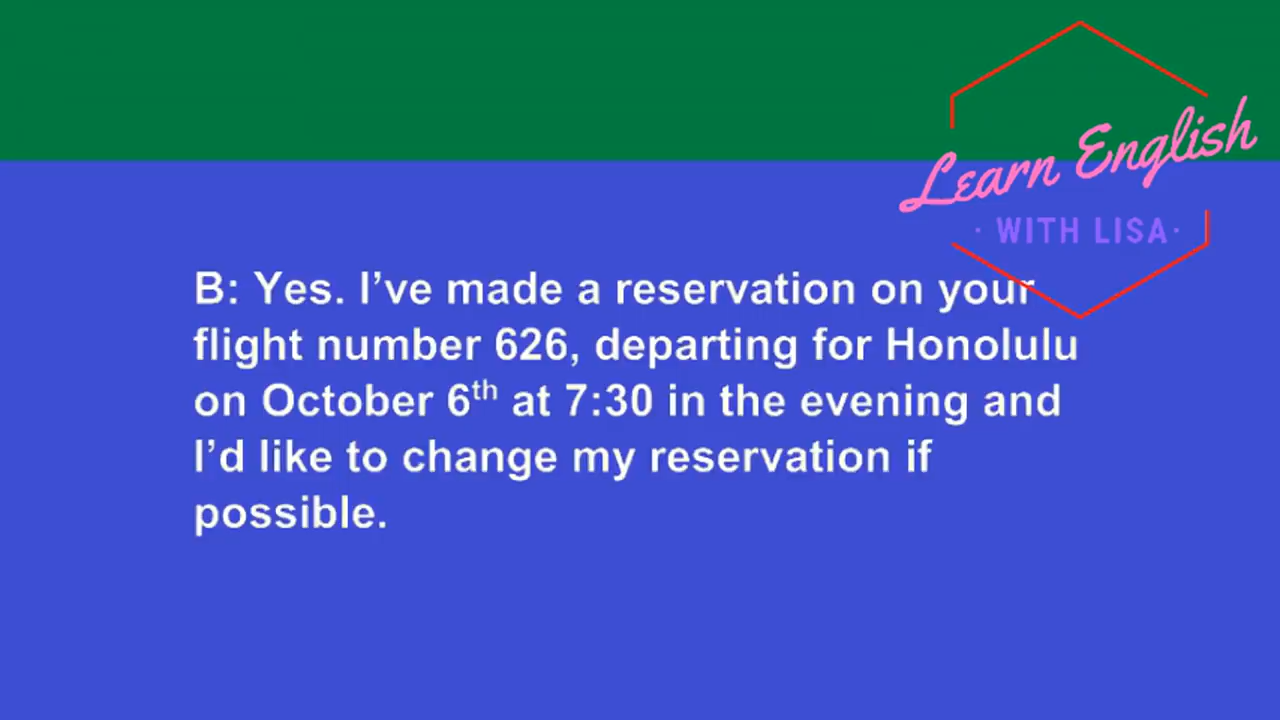 Learn English
· WITH LISA·
B: Yes. I’ve made a reservation on your
flight number 626, departing for Honolulu
on October 6th at 7:30 in the evening and
I’d like to change my reservation if
possible.